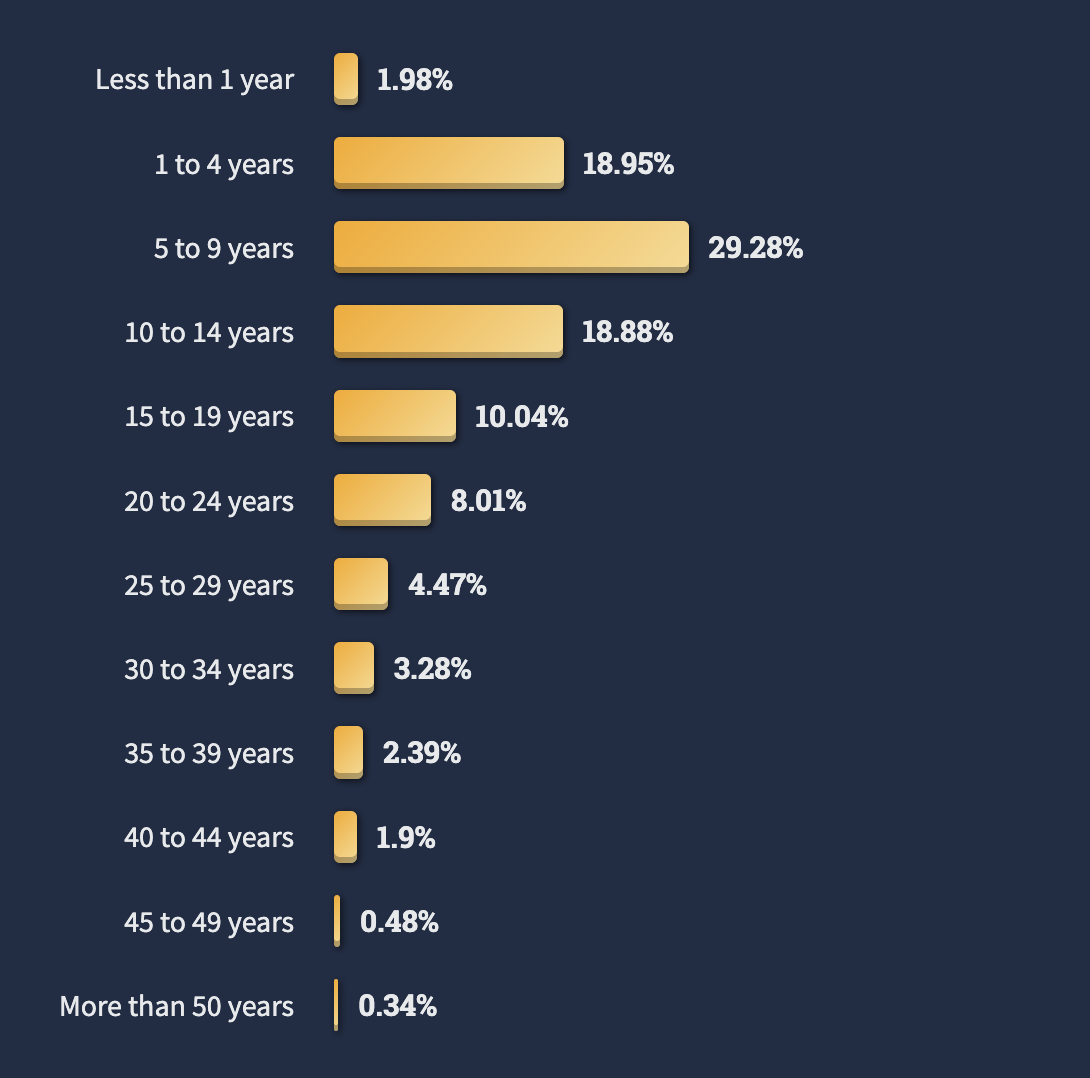 Less than 1 year 1.98%
1 to 4 years 18.95%
5 to 9 years 29.28%
10 to 14 years 18.88%
15 to 19 years 10.04%
20 to 24 years 8.01%
25 to 29 years 4.47%
30 to 34 years 3.28%
35 to 39 years 2.39%
40 to 44 years 1.9%
45 to 49 years 0.48%
More than 50 years 0.34%